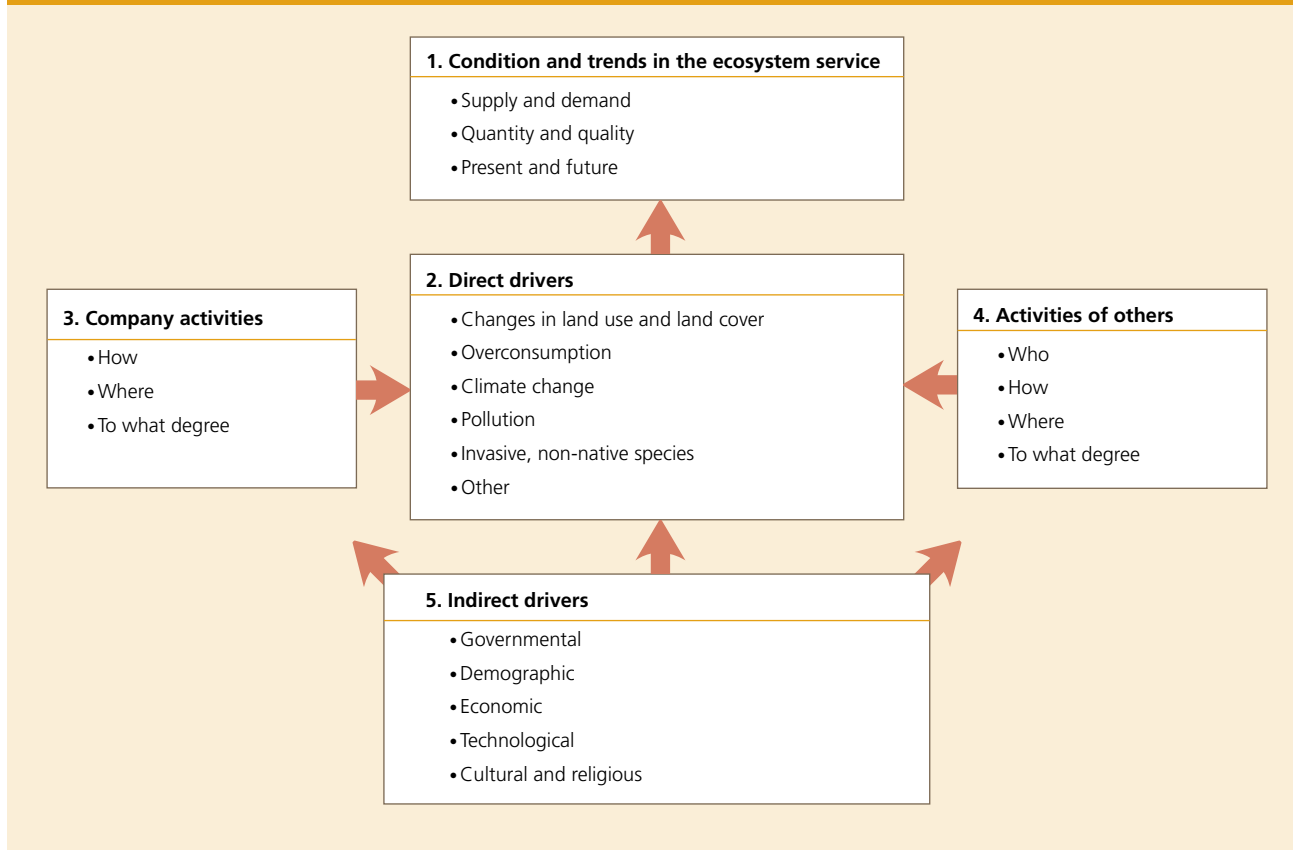 1. Condition and trends in the ecosystem service
•Supply and demand
•Quantity and quality
•Present and future
2. Direct drivers
•Changes in land use and land cover
•Overconsumption
•Climate change
•Pollution
•Invasive, non-native species
•Other
3. Company activities
•How
•Where
•To what degree
4. Activities of others
•Who
•How
•Where
•To what degree
5. Indirect drivers
•Governmental
•Demographic
•Economic
•Technological
•Cultural and religious